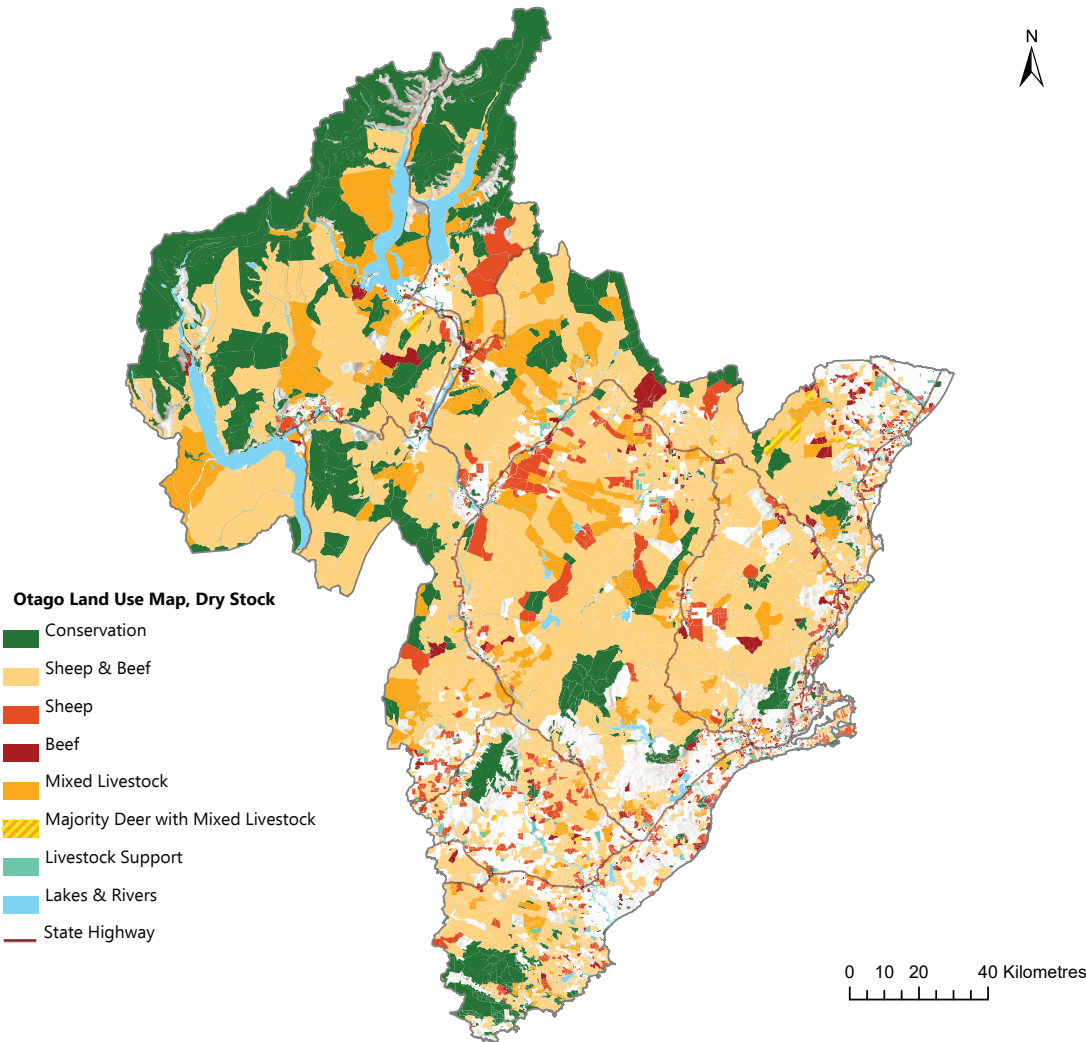 N
Otago Land Use Map, Dry Stock
Conservation
Sheep & Beef
Sheep
Beef
Mixed Livestock
Majority Deer with Mixed Livestock
Livestock Support
Lakes & Rivers
State Highway
0 10 20 40 Kilometres